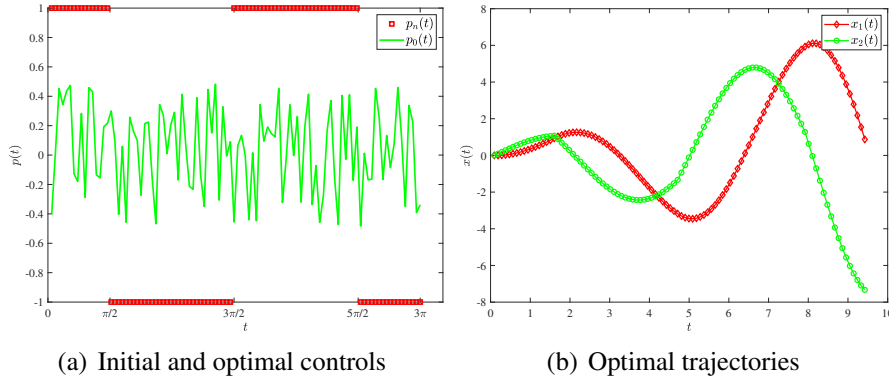 1
0.8
0.6
0.4
0.2
0
-0.2
-0.4
-0.6
-0.8
-1
p(t)
pₙ(t)
p₀(t)
0 π/2 3π/2 5π/2 3π
t
(a) Initial and optimal controls
8
6
4
2
0
-2
-4
-6
-8
x(t)
x₁(t)
x₂(t)
0 1 2 3 4 5 6 7 8 9 10
t
(b) Optimal trajectories